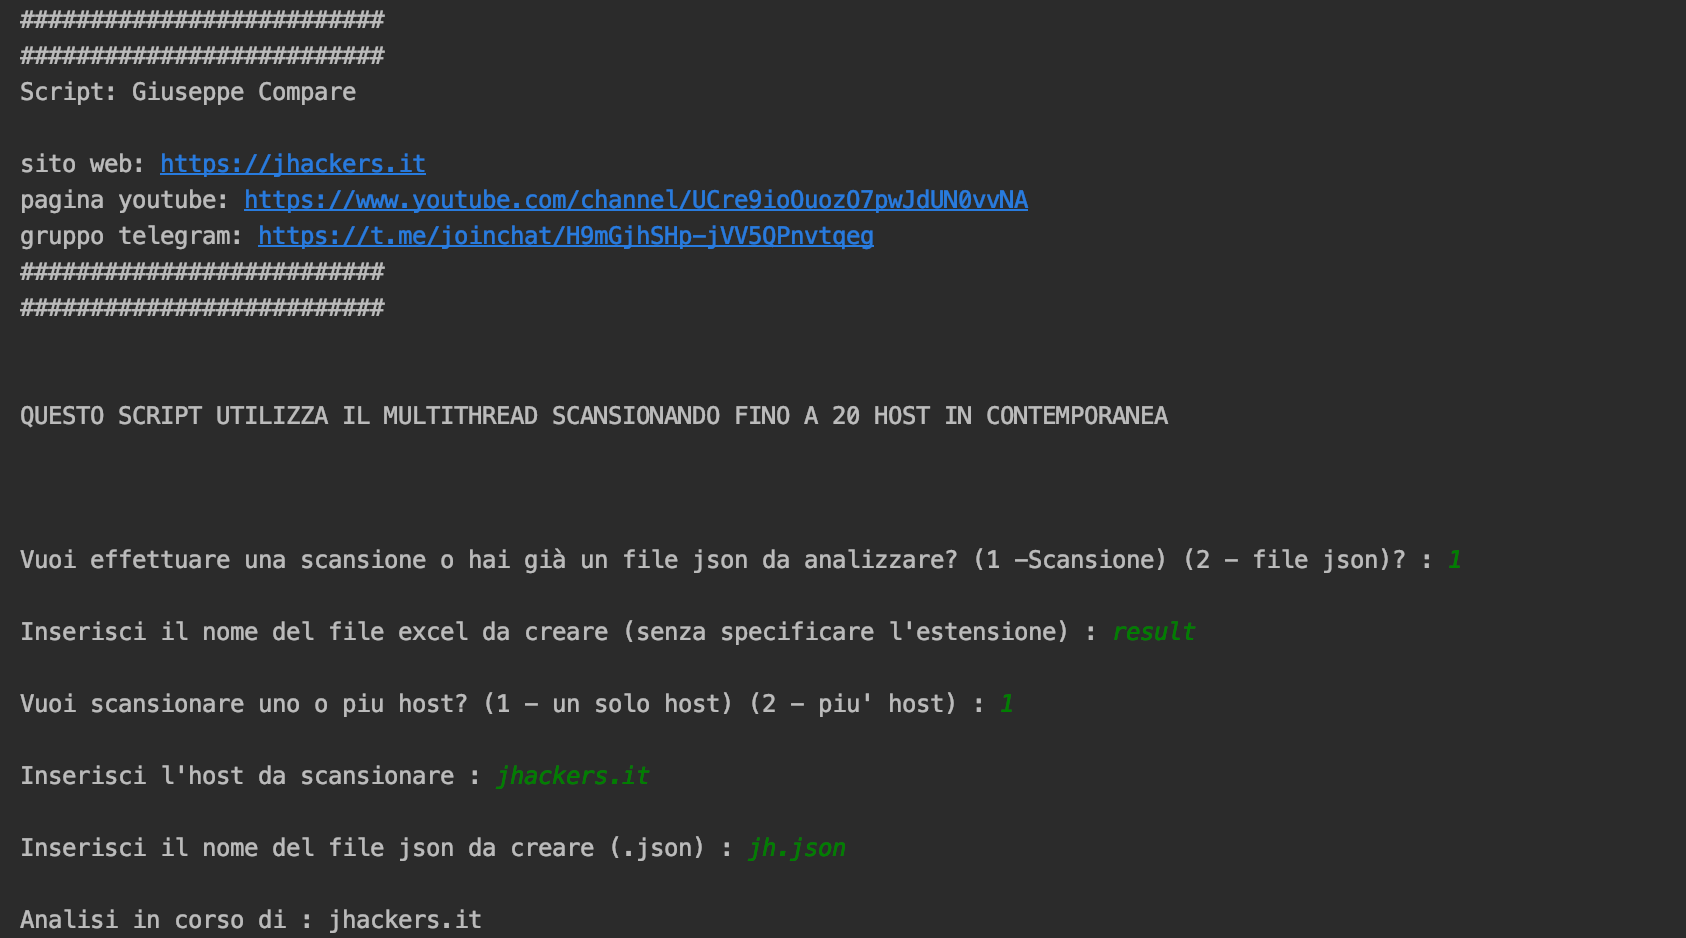 ##########################
##########################
Script: Giuseppe Compare
sito web: https://jhackers.it
pagina youtube: https://www.youtube.com/channel/UCre9ioOuozO7pwJdUN0vvNA
gruppo telegram: https://t.me/joinchat/H9mGjhSHp-jVV5QPnvtqeg
##########################
##########################
QUESTO SCRIPT UTILIZZA IL MULTITHREAD SCANSIONANDO FINO A 20 HOST IN CONTEMPORANEA
Vuoi effettuare una scansione o hai già un file json da analizzare? (1 -Scansione) (2 - file json)? : 1
Inserisci il nome del file excel da creare (senza specificare l'estensione) : result
Vuoi scansionare uno o piu host? (1 - un solo host) (2 - piu' host) : 1
Inserisci l'host da scansionare : jhackers.it
Inserisci il nome del file json da creare (.json) : jh.json
Analisi in corso di : jhackers.it